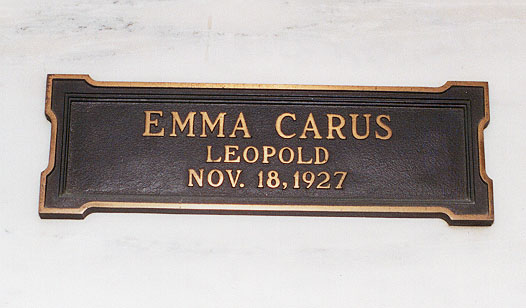 EMMA CARUS
LEOPOLD
NOV. 18, 1927